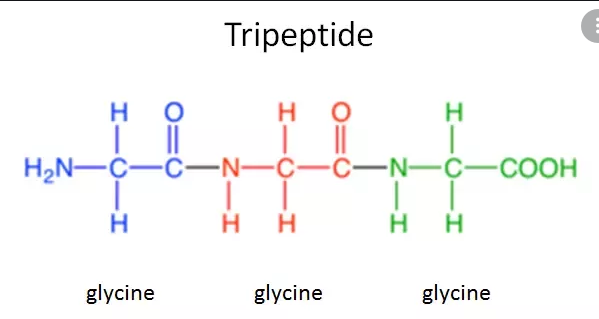 Tripeptide
H O H O H
H₂N—C—C—N—C—C—N—C—COOH
H H H H H
glycine glycine glycine